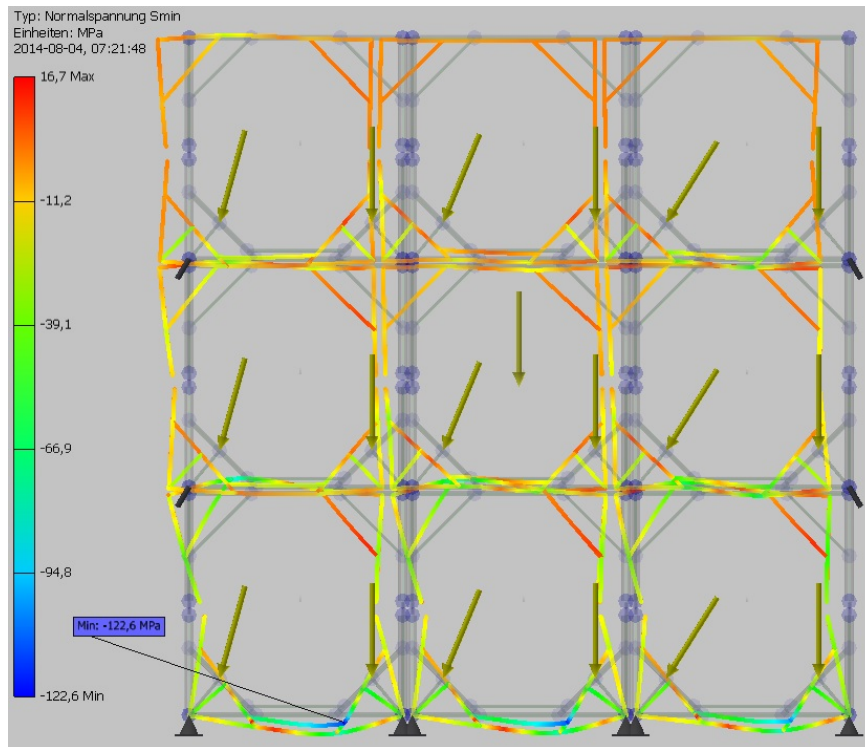 Typ: Normalspannung Smin
Einheiten: MPa
2014-08-04, 07:21:48
16,7 Max
-11,2
-39,1
-66,9
-94,8
Min: -122,6 MPa
-122,6 Min